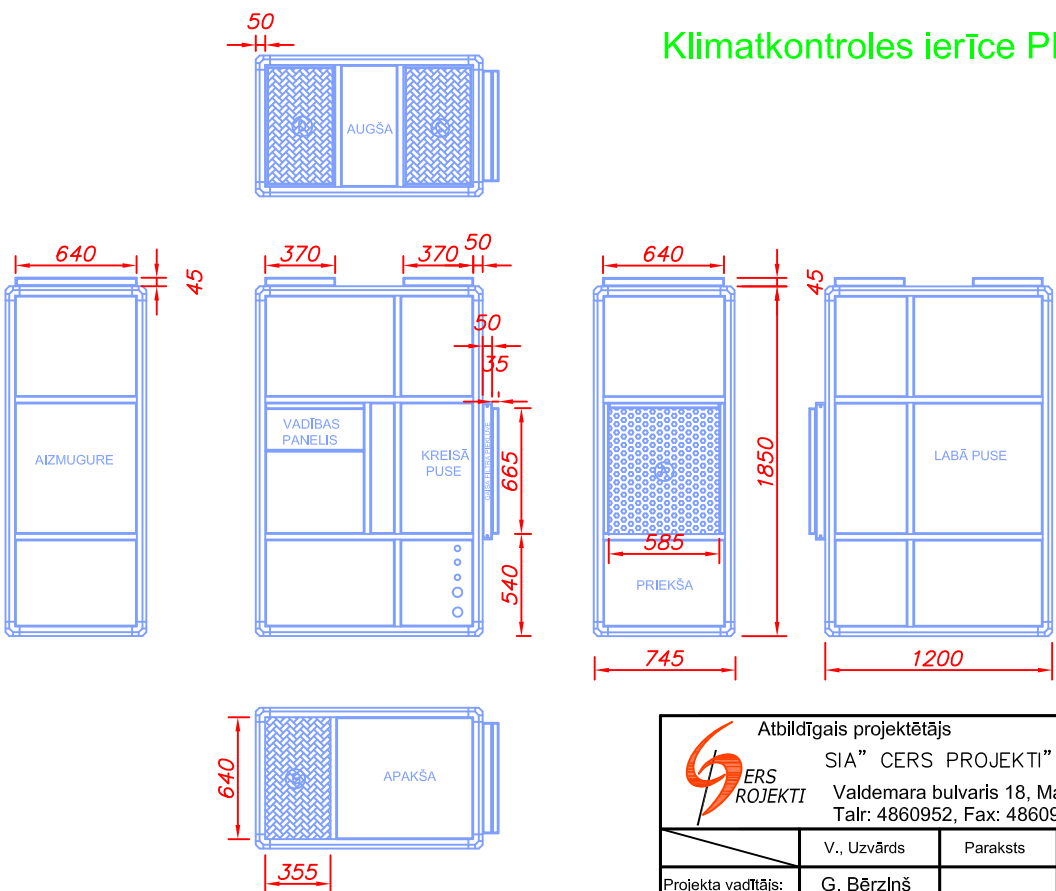 50
Klimatkontroles ierīce P
AUGŠA
640
45
370
370
50
50
35
640
45
AIZMUGURE
VADĪBAS
PANELIS
KREISĀ
PUSE
665
540
585
PRIEKŠA
1850
LABĀ PUSE
745
1200
640
APAKŠA
355
Atbildīgais projektētājs
SIA” CERS PROJEKTI”
ERS
ROJEKTI
Valdemara bulvaris 18, Ma
Talr: 4860952, Fax: 48609
V., Uzvārds
Paraksts
Projekta vadītājs:
G. Bērziņš